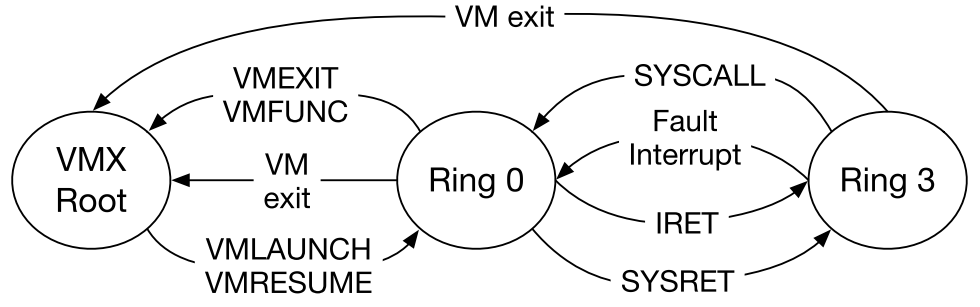 VM exit
VMEXIT
VMFUNC
SYSCALL
Fault
Interrupt
VMX
Root
VM
exit
Ring 0
Ring 3
IRET
VMLAUNCH
VMRESUME
SYSRET